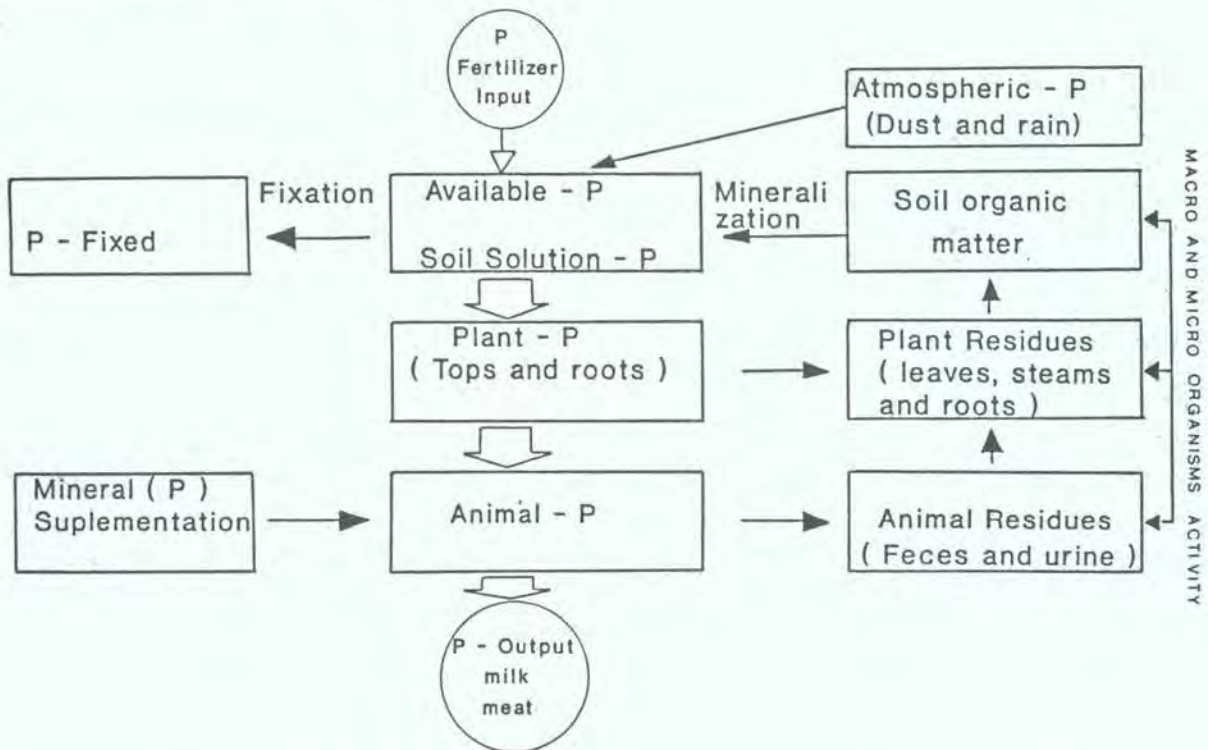 P
Fertilizer
Input
Atmospheric - P
(Dust and rain)
Fixation
Available - P
Soil Solution - P
Minerali
zation
Soil organic
matter
P - Fixed
Plant - P
( Tops and roots )
Plant Residues
( leaves, steams
and roots )
Mineral ( P )
Suplementation
Animal - P
Animal Residues
( Feces and urine )
P - Output
milk
meat
MACRO AND MICRO ORGANISMS ACTIVITY